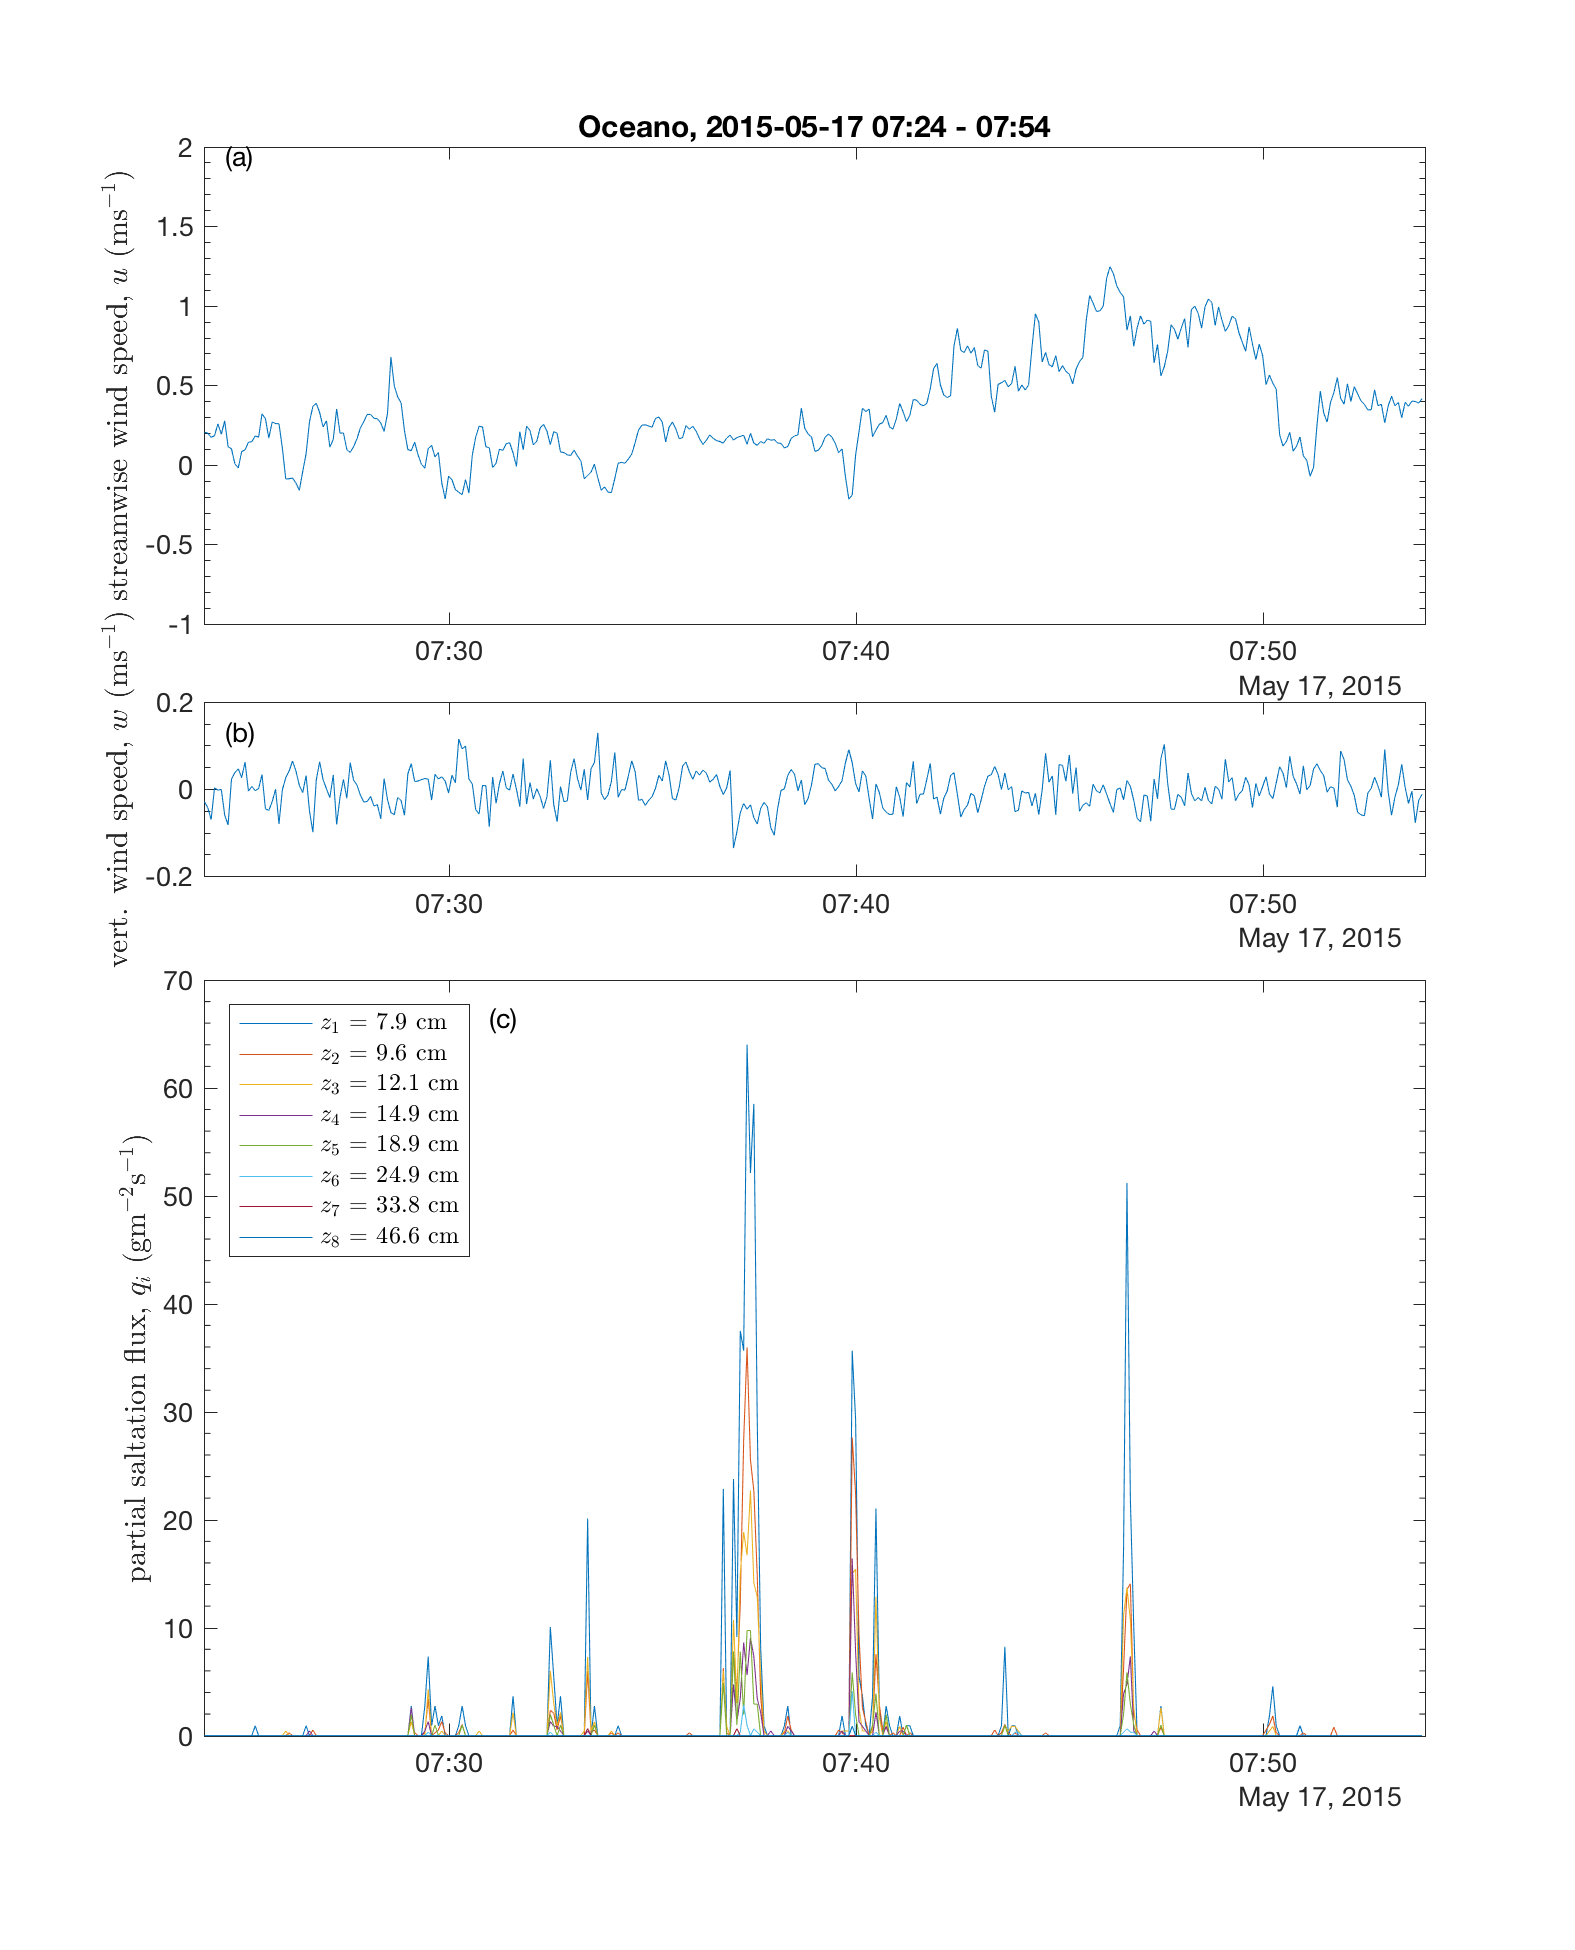 Oceano, 2015-05-17 07:24 - 07:54
(a)
2
1.5
1
0.5
0
-0.5
-1
streamwise wind speed, u (ms⁻¹)
07:30 07:40 07:50
May 17, 2015
(b)
0.2
0
-0.2
vert. wind speed, w (ms⁻¹)
07:30 07:40 07:50
May 17, 2015
(c)
70
60
50
40
30
20
10
0
partial saltation flux, qᵢ (gm⁻²s⁻¹)
z₁ = 7.9 cm
z₂ = 9.6 cm
z₃ = 12.1 cm
z₄ = 14.9 cm
z₅ = 18.9 cm
z₆ = 24.9 cm
z₇ = 33.8 cm
z₈ = 46.6 cm
07:30 07:40 07:50
May 17, 2015